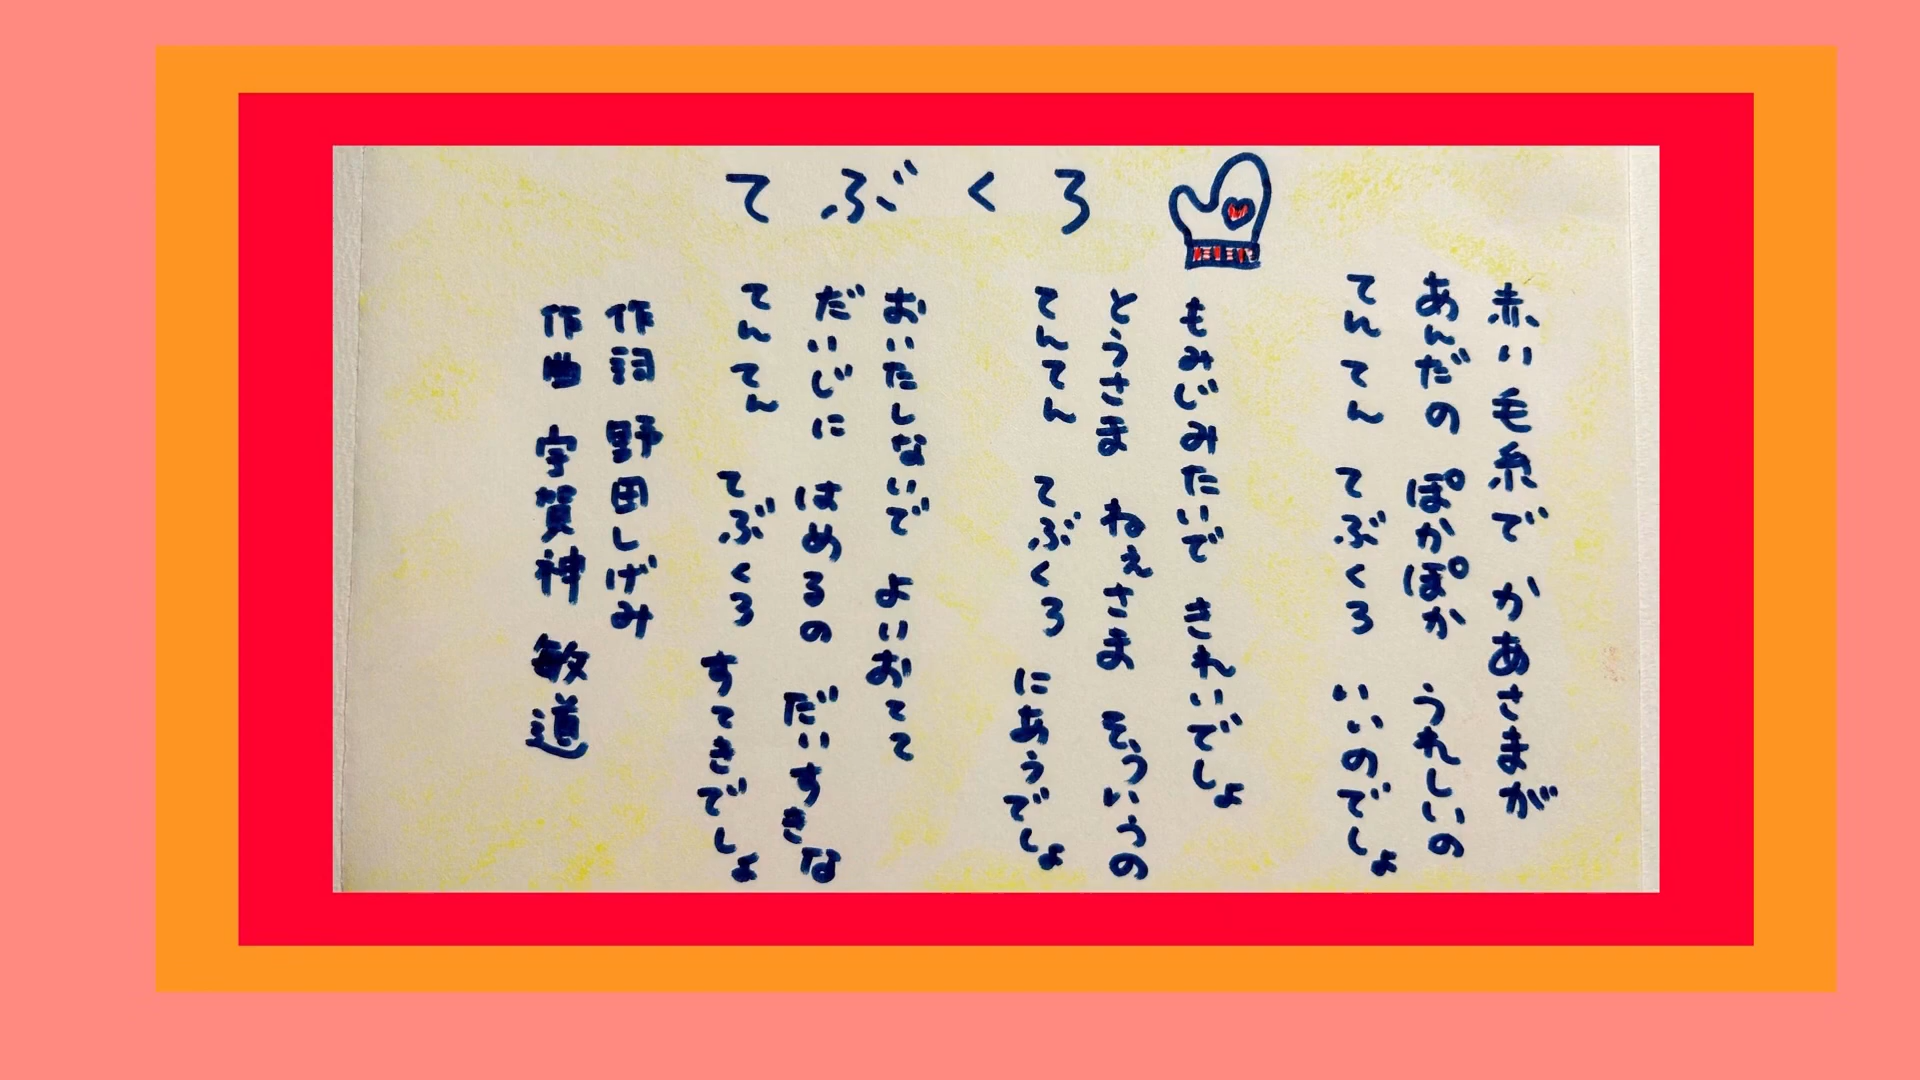 てぶくろ
赤い毛糸で かあさまが
あんだの ぽかぽか うれしいの
てんてん てぶくろ いいのでしょ
もみじみたいで きれいでしょ
とうさま ねえさま そういうの
てんてん てぶくろ にあうでしょ
おいたしないで よいおてて
だいじに はめるの だいすきな
てんてん てぶくろ すてきでしょ
作詞 野田しげみ
作曲 宇賀神 敏道